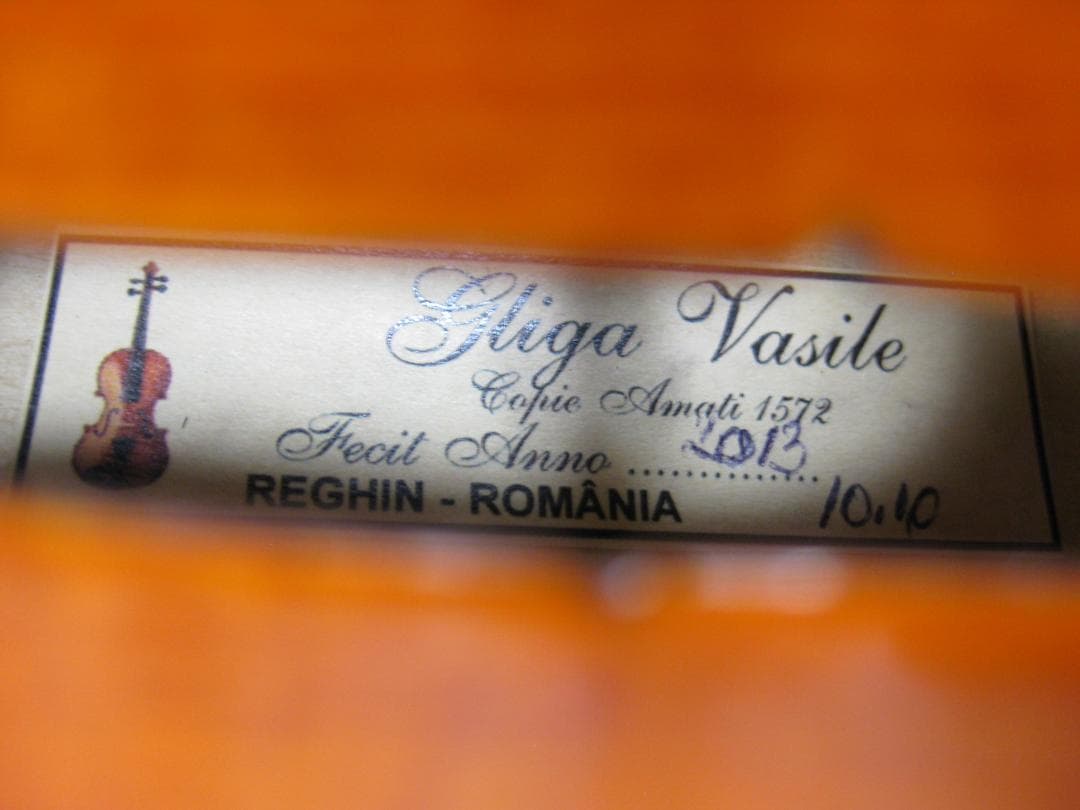 Gliga Vasile
Copie Amati 1572
Fecit Anno .................. 2013
REGHIN - ROMÂNIA
10.10